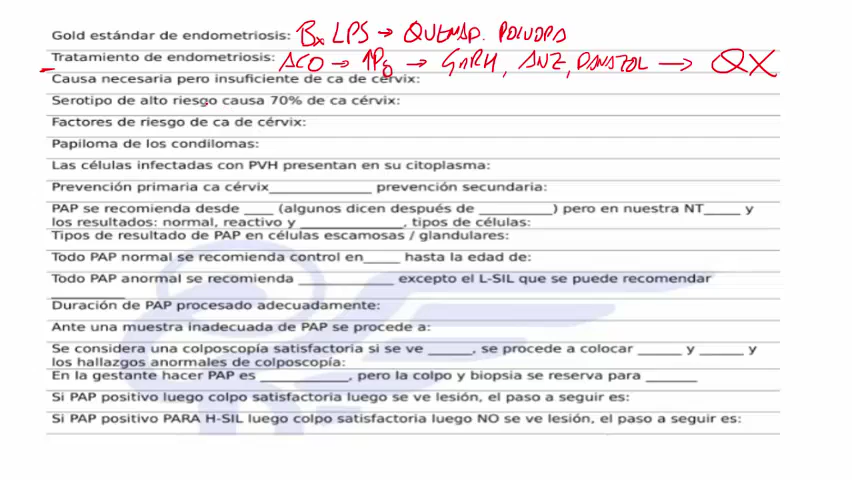 Gold estándar de endometriosis: Bx LPS → QUEMAD. PÓLVORA
Tratamiento de endometriosis: ACO → → GnRH, ANZ, DANAZOL → QX
Causa necesaria pero insuficiente de ca de cérvix:
Serotipo de alto riesgo causa 70% de ca cérvix:
Factores de riesgo de ca de cérvix:
Papiloma de los condilomas:
Las células infectadas con PVH presentan en su citoplasma:
Prevención primaria ca cérvix_____________ prevención secundaria:
PAP se recomienda desde ____ (algunos dicen después de __________) pero en nuestra NT_____ y
los resultados: normal, reactivo y ______________, tipos de células:
Tipos de resultado de PAP en células escamosas / glandulares:
Todo PAP normal se recomienda control en_____ hasta la edad de:
Todo PAP anormal se recomienda _____________ excepto el L-SIL que se puede recomendar
__________
Duración de PAP procesado adecuadamente:
Ante una muestra inadecuada de PAP se procede a:
Se considera una colposcopía satisfactoria si se ve ______, se procede a colocar ______ y ______ y
los hallazgos anormales de colposcopía:
En la gestante hacer PAP es ____________, pero la colpo y biopsia se reserva para _______
Si PAP positivo luego colpo satisfactoria luego se ve lesión, el paso a seguir es:
Si PAP positivo PARA H-SIL luego colpo satisfactoria luego NO se ve lesión, el paso a seguir es: